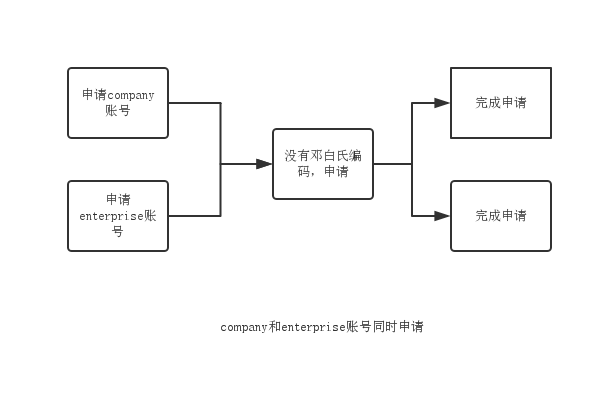 申请company
账号
完成申请
没有邓白氏编
码，申请
申请
enterprise账
号
完成申请
company和enterprise账号同时申请